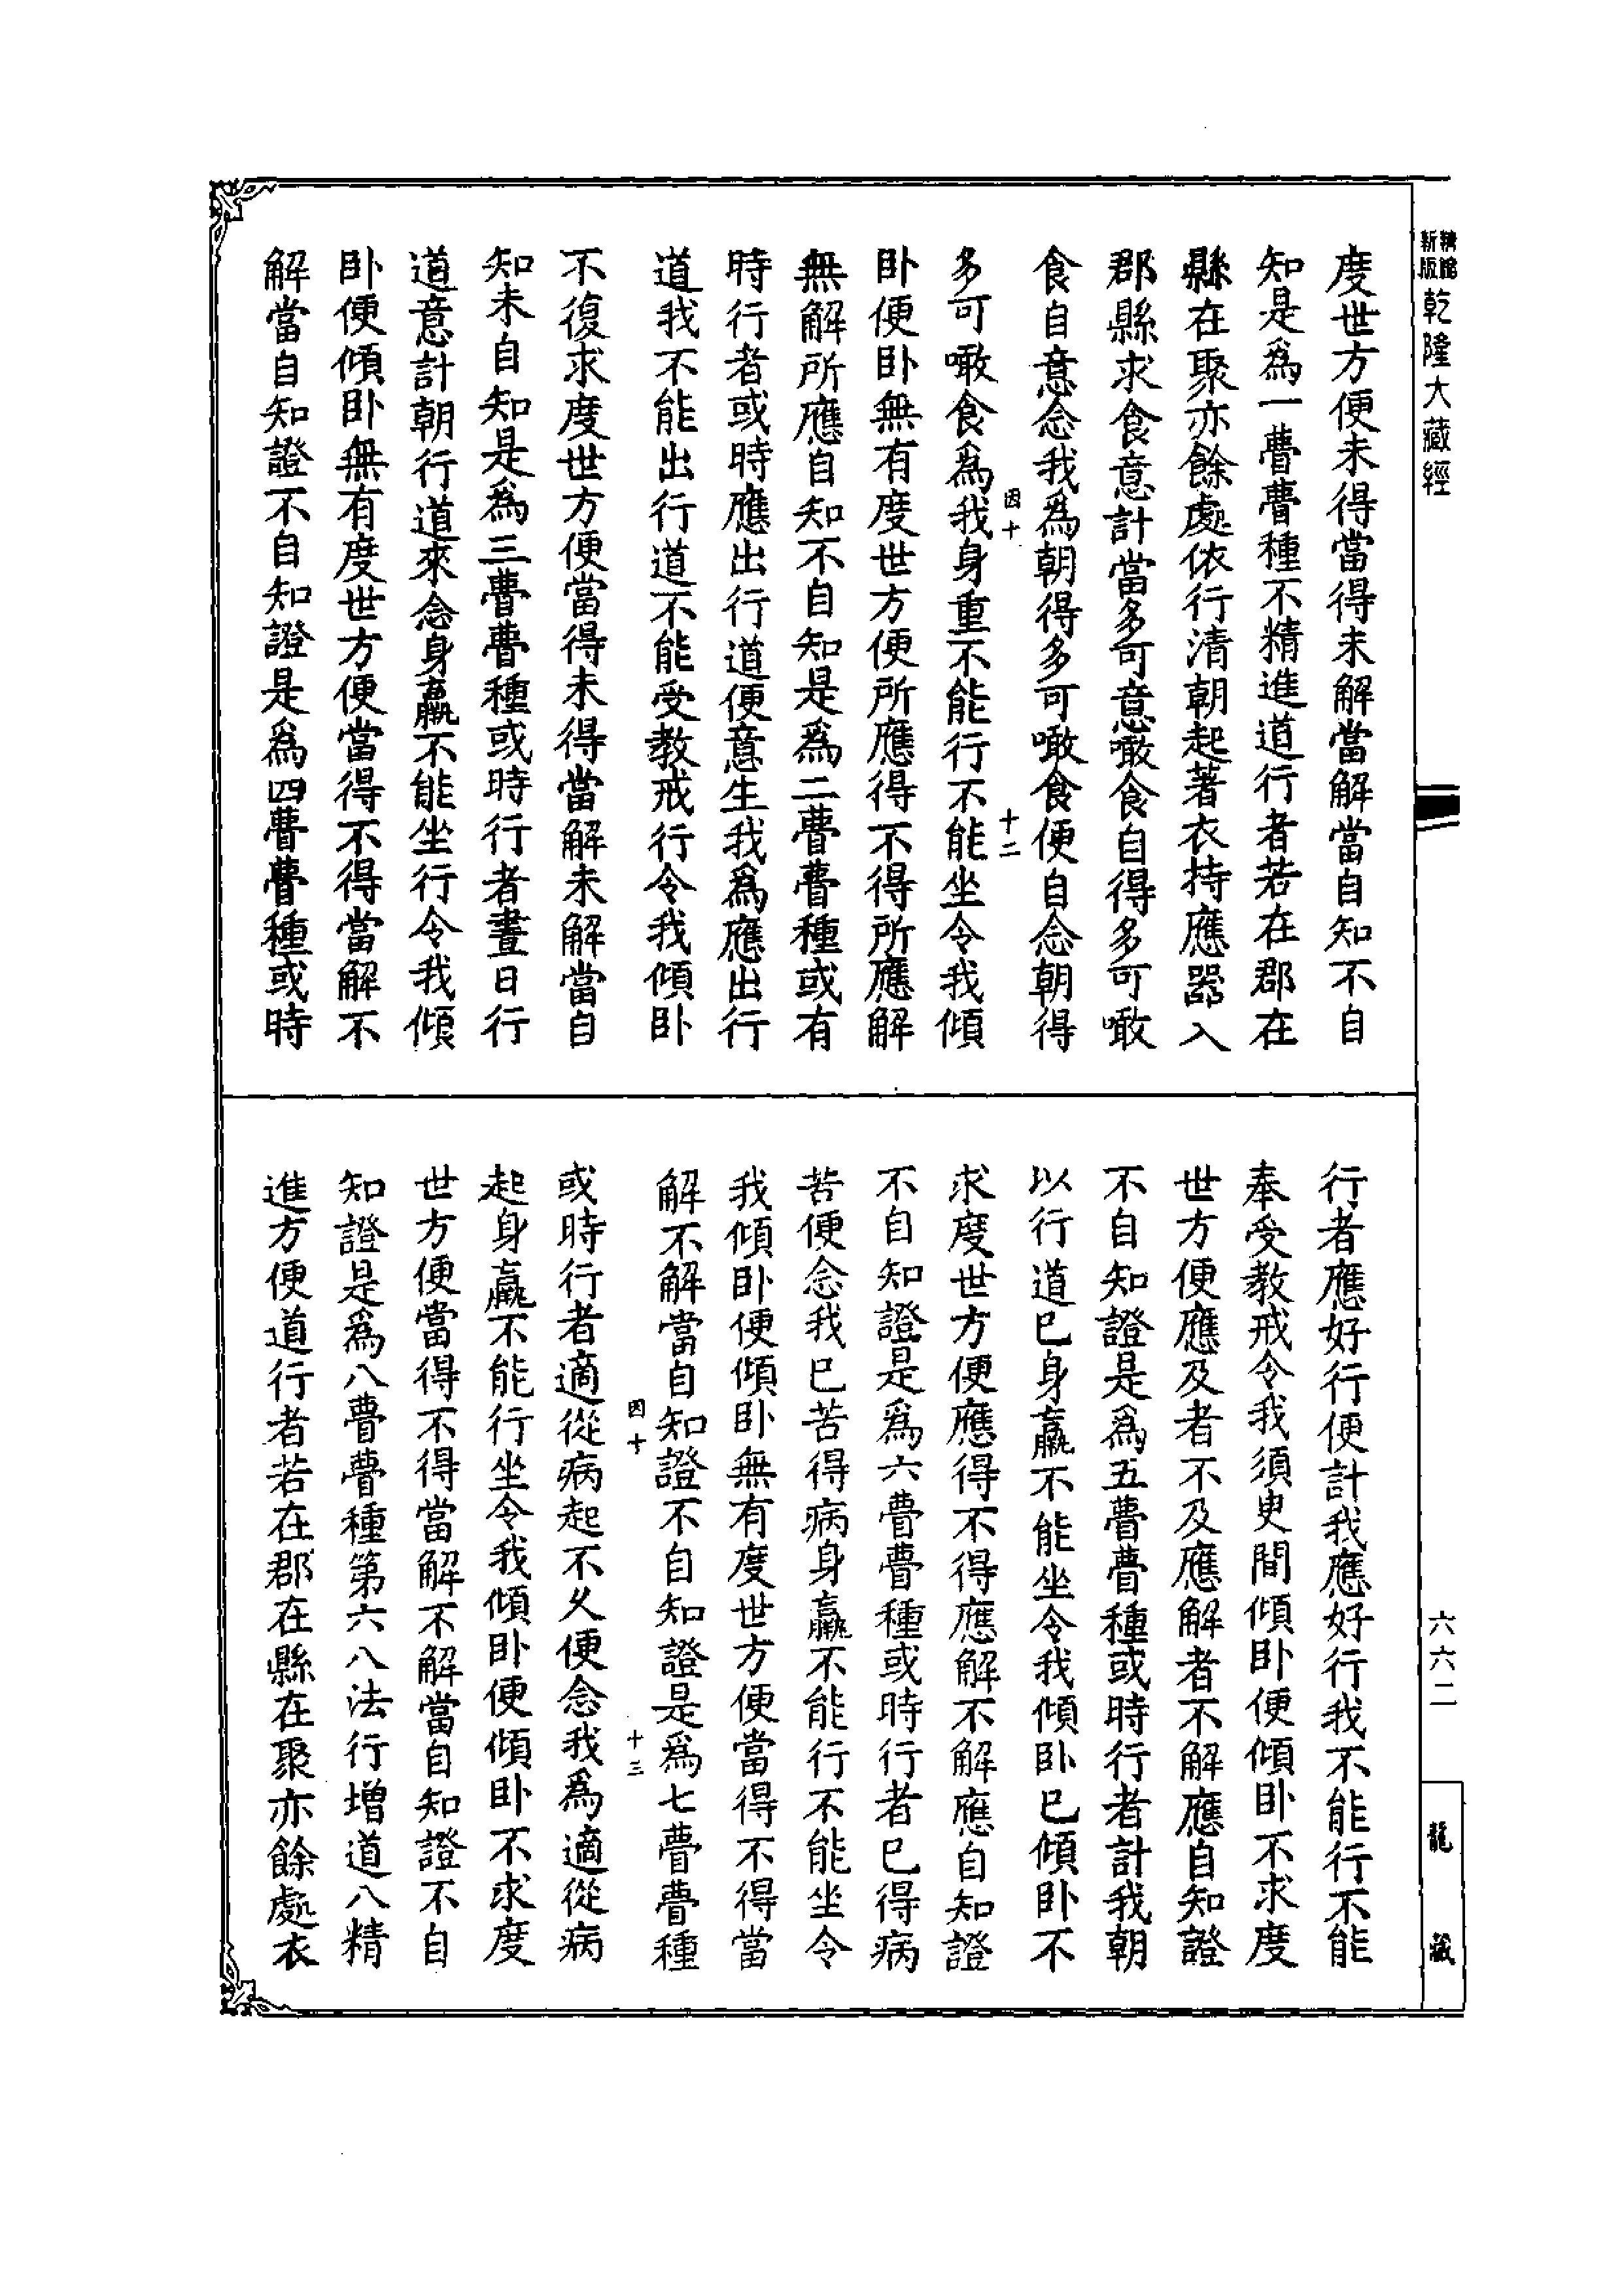 精縮新版乾隆大藏經
度世方便未得當得未解當解當自知不自
知是爲一瞢瞢種不精進道行者若在郡在
縣在聚亦餘處依行清朝起著衣持應器入
郡縣求食意計當多可意噉食自得多可噉
食自意念我爲朝得多可噉食便自念朝得
因十
十二
多可噉食爲我身重不能行不能坐令我傾
卧便卧無有度世方便所應得不得所應解
無解所應自知不自知是爲二瞢瞢種或有
時行者或時應出行道便意生我爲應出行
道我不能出行道不能受教戒行令我傾卧
不復求度世方便當得未得當解未解當自
知未自知是爲三瞢瞢種或時行者晝日行
道意計朝行道來念身羸不能坐行令我傾
卧便傾卧無有度世方便當得不得當解不
解當自知證不自知證是爲四瞢瞢種或時
行者應好行便計我應好行我不能行不能
奉受教戒令我須臾間傾卧便傾卧不求度
世方便應及者不及應解者不解應自知證
不自知證是爲五瞢瞢種或時行者計我朝
以行道已身羸不能坐令我傾卧已傾卧不
求度世方便應得不得應解不解應自知證
不自知證是爲六瞢瞢種或時行者已得病
苦便念我已苦得病身羸不能行不能坐令
我傾卧便傾卧無有度世方便當得不得當
解不解當自知證不自知證是爲七瞢瞢種
因十
十三
或時行者適從病起不久便念我爲適從病
起身羸不能行坐令我傾卧便傾卧不求度
世方便當得不得當解不解當自知證不自
知證是爲八瞢瞢種第六八法行增道八精
進方便道行者若在郡在縣在聚亦餘處衣
六六二
龍藏